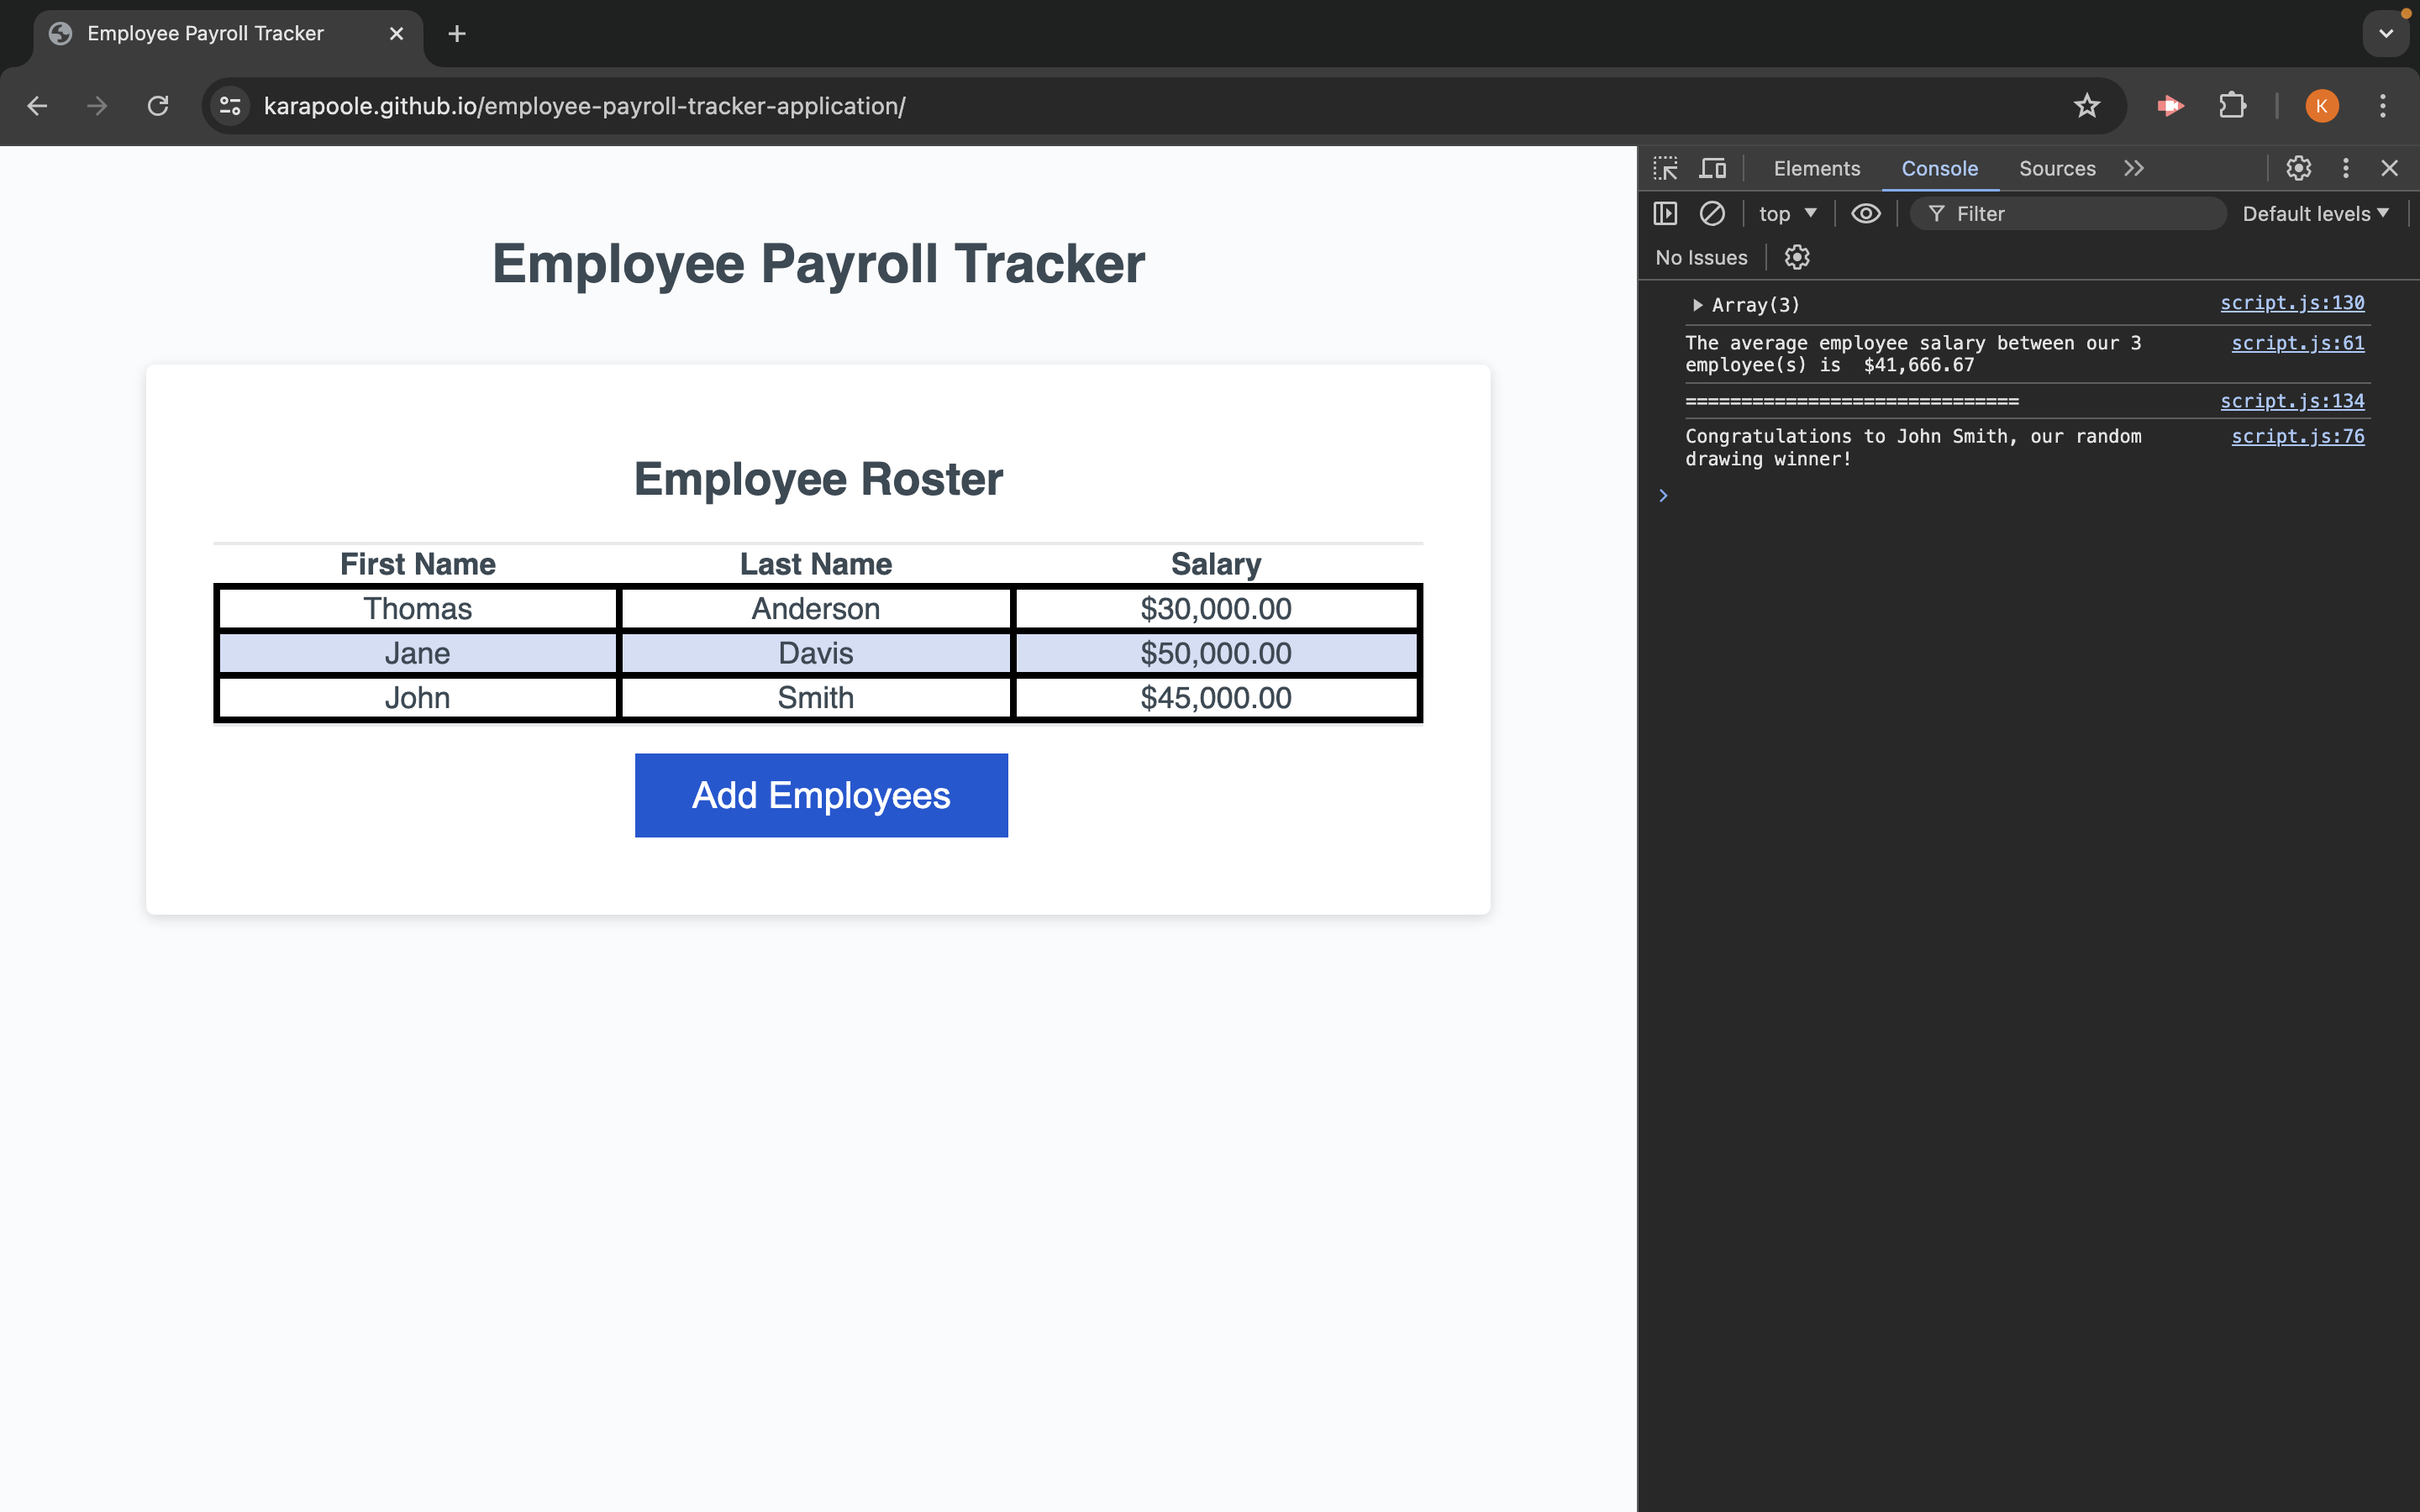 Employee Payroll Tracker
karapoole.github.io/employee-payroll-tracker-application/
K
Employee Payroll Tracker
Employee Roster
First Name Last Name Salary
Thomas Anderson $30,000.00
Jane Davis $50,000.00
John Smith $45,000.00
Add Employees
Elements Console Sources
top Filter Default levels
No Issues
Array(3) script.js:130
The average employee salary between our 3 script.js:61
employee(s) is  $41,666.67
============================== script.js:134
Congratulations to John Smith, our random script.js:76
drawing winner!